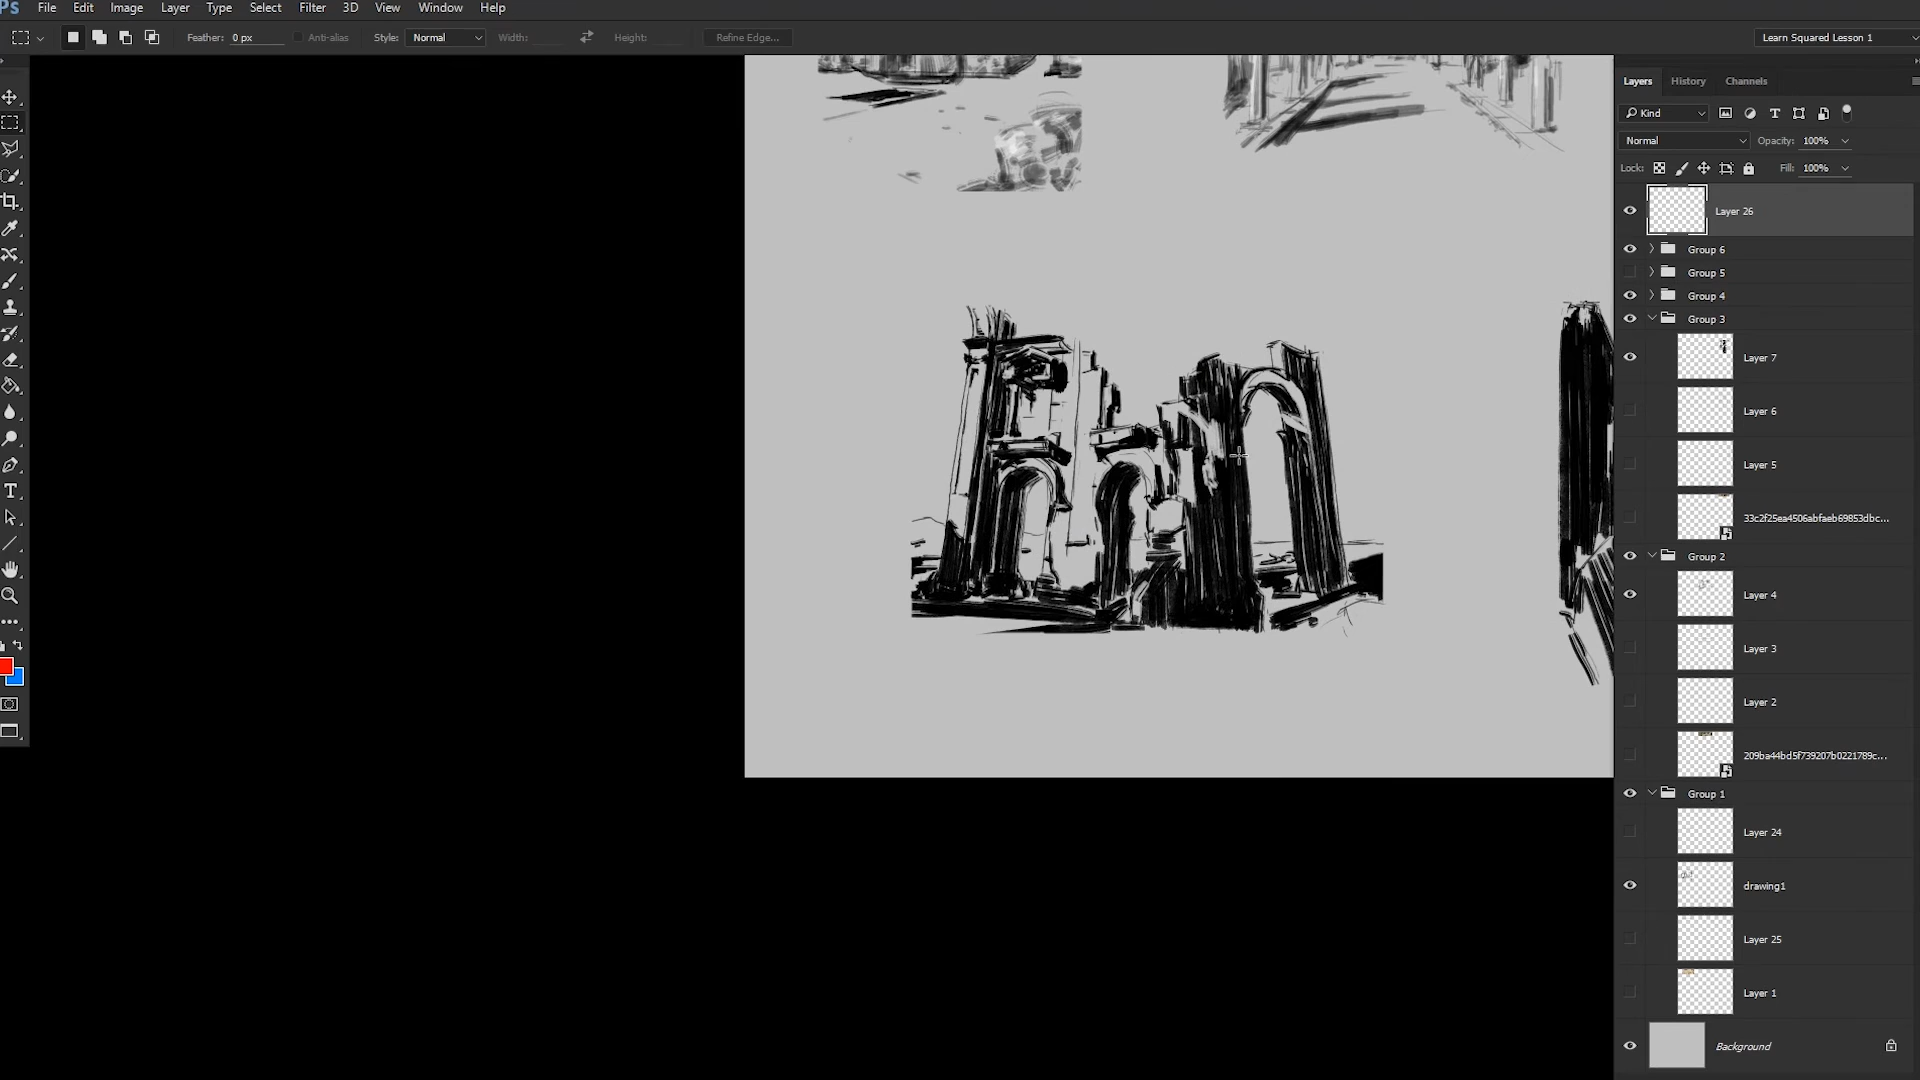 Ps File Edit Image Layer Type Select Filter 3D View Window Help
Feather: 0 px Anti-alias Style: Normal Width: Height: Refine Edge... Learn Squared Lesson 1
Layers History Channels
Kind
Normal Opacity: 100%
Lock: Fill: 100%
Layer 26
Group 6
Group 5
Group 4
Group 3
Layer 7
Layer 6
Layer 5
33c2f25ea4506abfaeb69853dbc...
Group 2
Layer 4
Layer 3
Layer 2
209ba44bd5f739207b0221789c...
Group 1
Layer 24
drawing1
Layer 25
Layer 1
Background